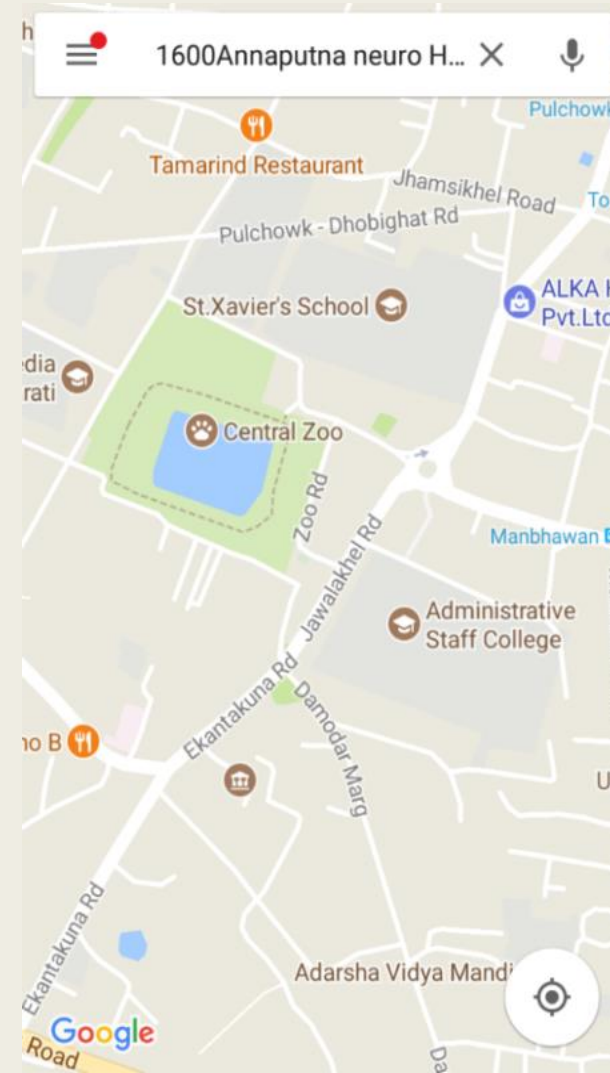 h
1600Annaputna neuro H...
Pulchowk
Tamarind Restaurant
Jhamsikhel Road
To
Pulchowk - Dhobighat Rd
St.Xavier's School
ALKA H
Pvt.Ltd
dia
rati
Central Zoo
Zoo Rd
Jawalakhel Rd
Manbhawan
Administrative
Staff College
Ekantakuna Rd
Damodar Marg
no B
U
Ekantakuna Rd
Adarsha Vidya Mandi
Google
Road
Da